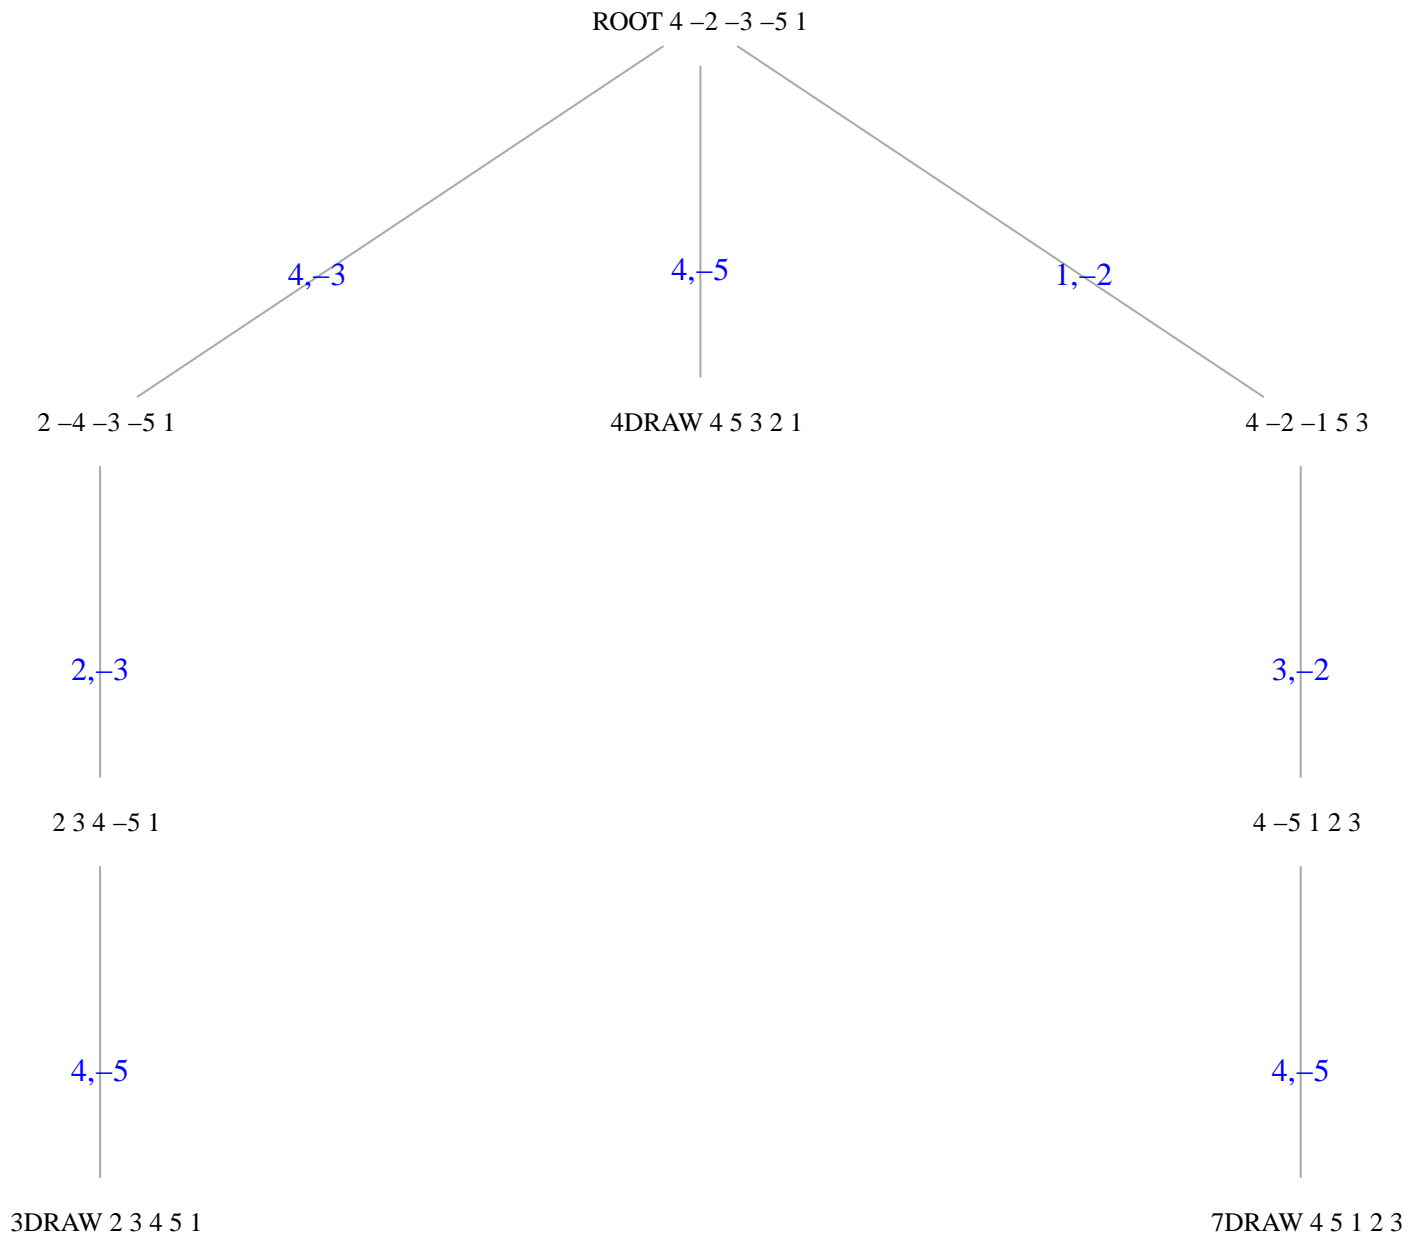 ROOT 4 –2 –3 –5 1
4,–3
4,–5
1,–2
2 –4 –3 –5 1
4DRAW 4 5 3 2 1
4 –2 –1 5 3
2,–3
3,–2
2 3 4 –5 1
4 –5 1 2 3
4,–5
4,–5
3DRAW 2 3 4 5 1
7DRAW 4 5 1 2 3